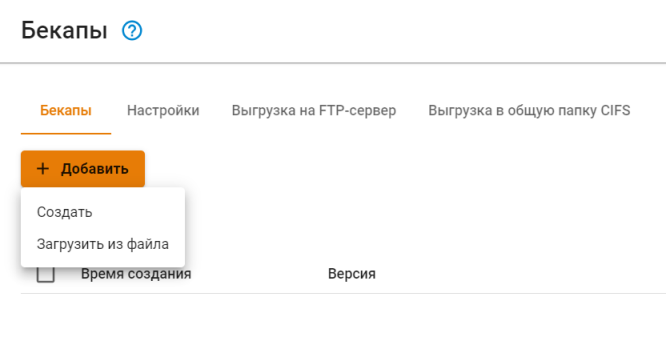 Бекапы ?
Бекапы Настройки Выгрузка на FTP-сервер Выгрузка в общую папку CIFS
+ Добавить
Создать
Загрузить из файла
Время создания Версия